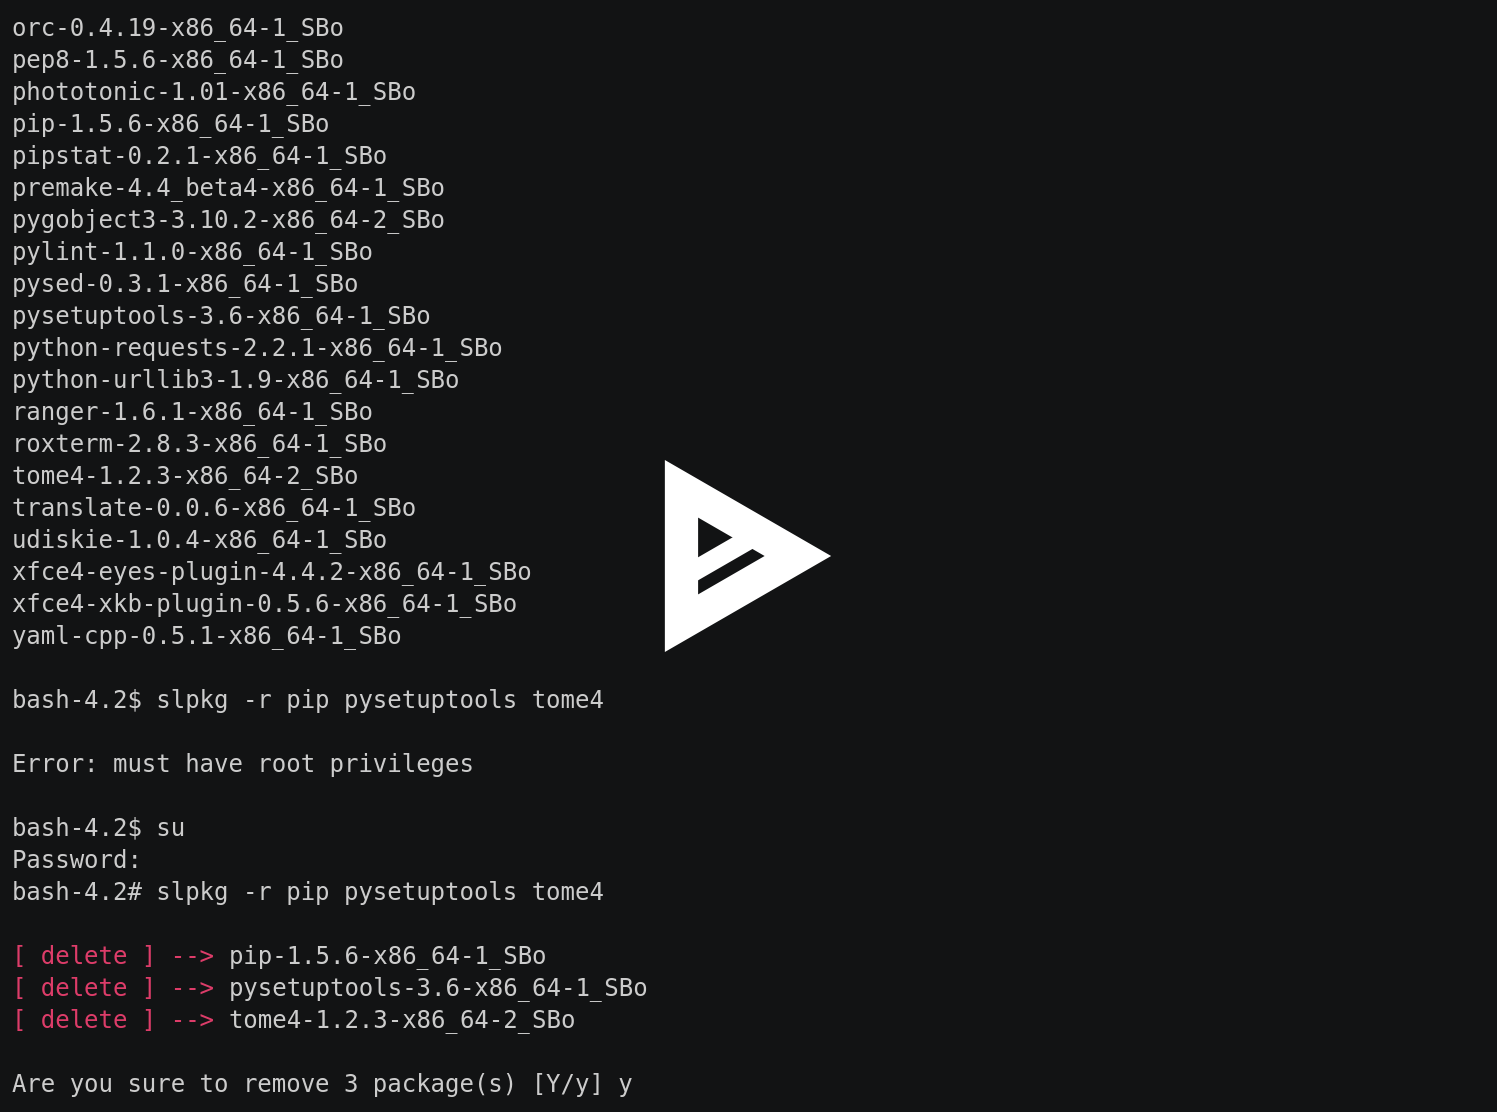 orc-0.4.19-x86_64-1_SBo
pep8-1.5.6-x86_64-1_SBo
phototonic-1.01-x86_64-1_SBo
pip-1.5.6-x86_64-1_SBo
pipstat-0.2.1-x86_64-1_SBo
premake-4.4_beta4-x86_64-1_SBo
pygobject3-3.10.2-x86_64-2_SBo
pylint-1.1.0-x86_64-1_SBo
pysed-0.3.1-x86_64-1_SBo
pysetuptools-3.6-x86_64-1_SBo
python-requests-2.2.1-x86_64-1_SBo
python-urllib3-1.9-x86_64-1_SBo
ranger-1.6.1-x86_64-1_SBo
roxterm-2.8.3-x86_64-1_SBo
tome4-1.2.3-x86_64-2_SBo
translate-0.0.6-x86_64-1_SBo
udiskie-1.0.4-x86_64-1_SBo
xfce4-eyes-plugin-4.4.2-x86_64-1_SBo
xfce4-xkb-plugin-0.5.6-x86_64-1_SBo
yaml-cpp-0.5.1-x86_64-1_SBo
bash-4.2$ slpkg -r pip pysetuptools tome4
Error: must have root privileges
bash-4.2$ su
Password:
bash-4.2# slpkg -r pip pysetuptools tome4
[ delete ] --> pip-1.5.6-x86_64-1_SBo
[ delete ] --> pysetuptools-3.6-x86_64-1_SBo
[ delete ] --> tome4-1.2.3-x86_64-2_SBo
Are you sure to remove 3 package(s) [Y/y] y